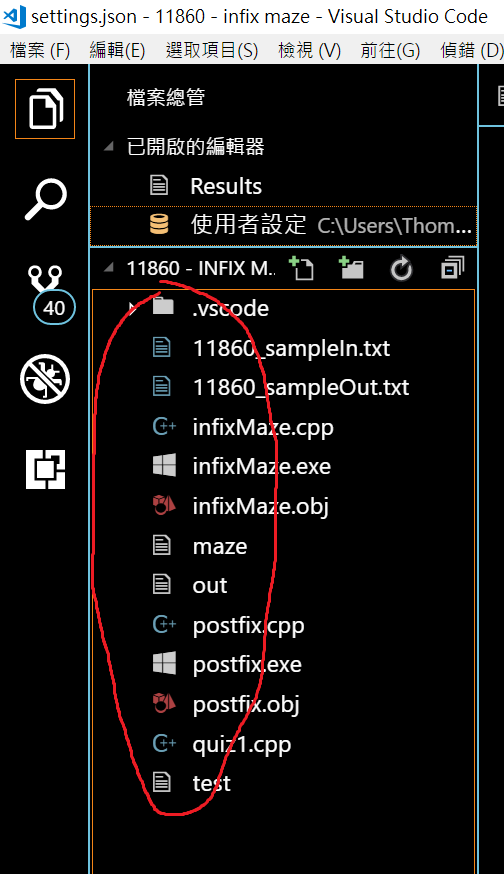 settings.json - 11860 - infix maze - Visual Studio Code
檔案 (F) 編輯(E) 選取項目(S) 檢視 (V) 前往(G) 偵錯 (D)
檔案總管
已開啟的編輯器
Results
使用者設定 C:\Users\Thom...
11860 - INFIX M...
40
.vscode
11860_sampleIn.txt
11860_sampleOut.txt
infixMaze.cpp
infixMaze.exe
infixMaze.obj
maze
out
postfix.cpp
postfix.exe
postfix.obj
quiz1.cpp
test